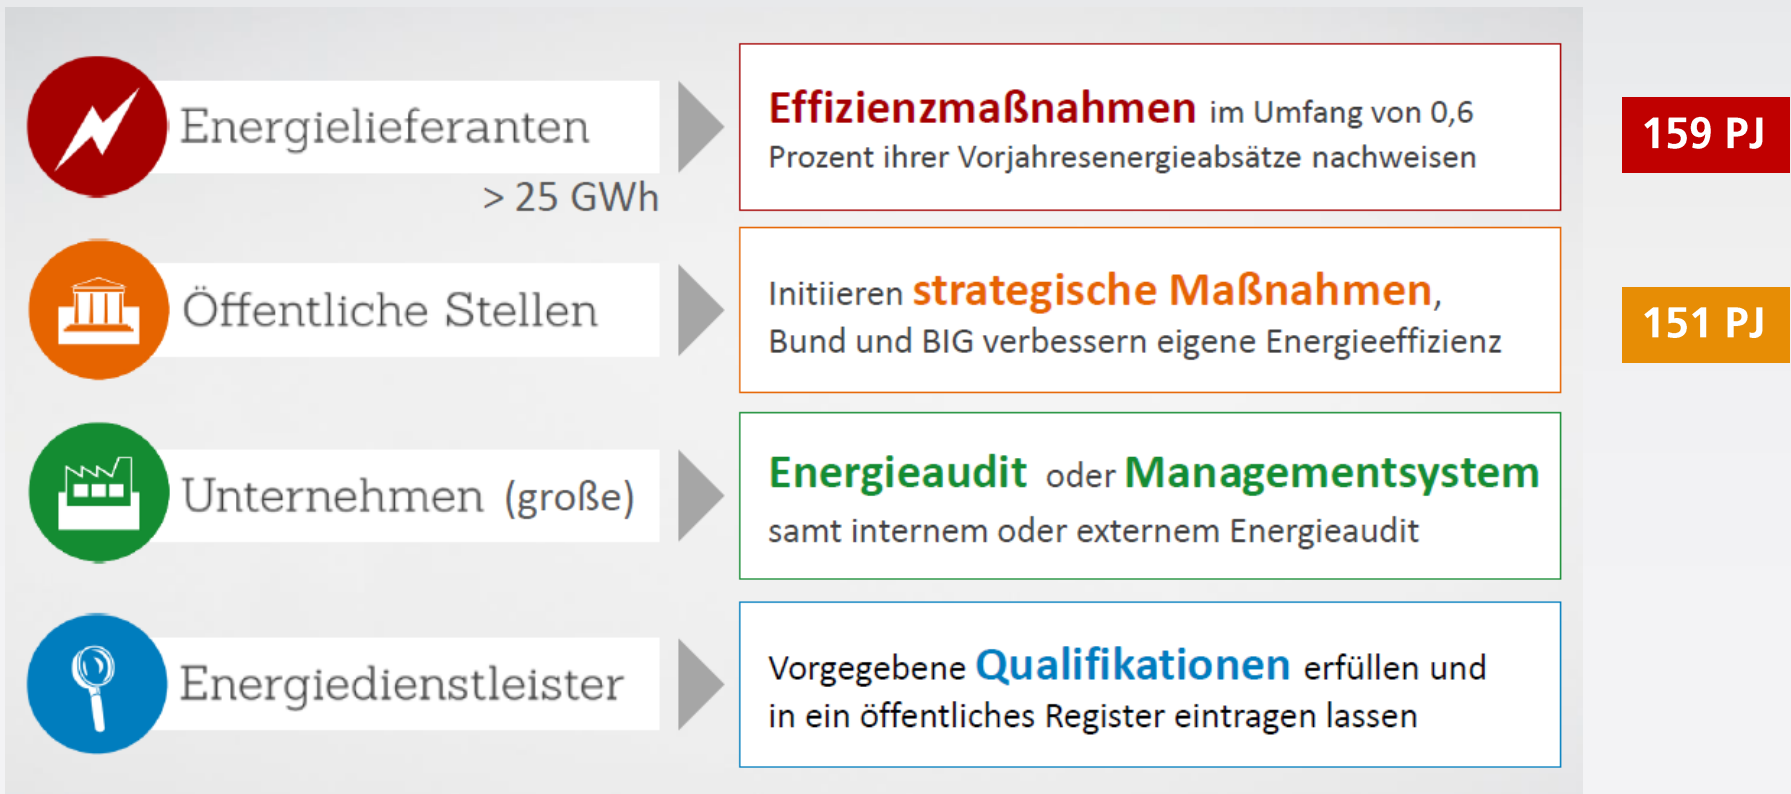 Energielieferanten
> 25 GWh
Effizienzmaßnahmen im Umfang von 0,6
Prozent ihrer Vorjahresenergieabsätze nachweisen
159 PJ
Öffentliche Stellen
Initiieren strategische Maßnahmen,
Bund und BIG verbessern eigene Energieeffizienz
151 PJ
Unternehmen (große)
Energieaudit oder Managementsystem
samt internem oder externem Energieaudit
Energiedienstleister
Vorgegebene Qualifikationen erfüllen und
in ein öffentliches Register eintragen lassen